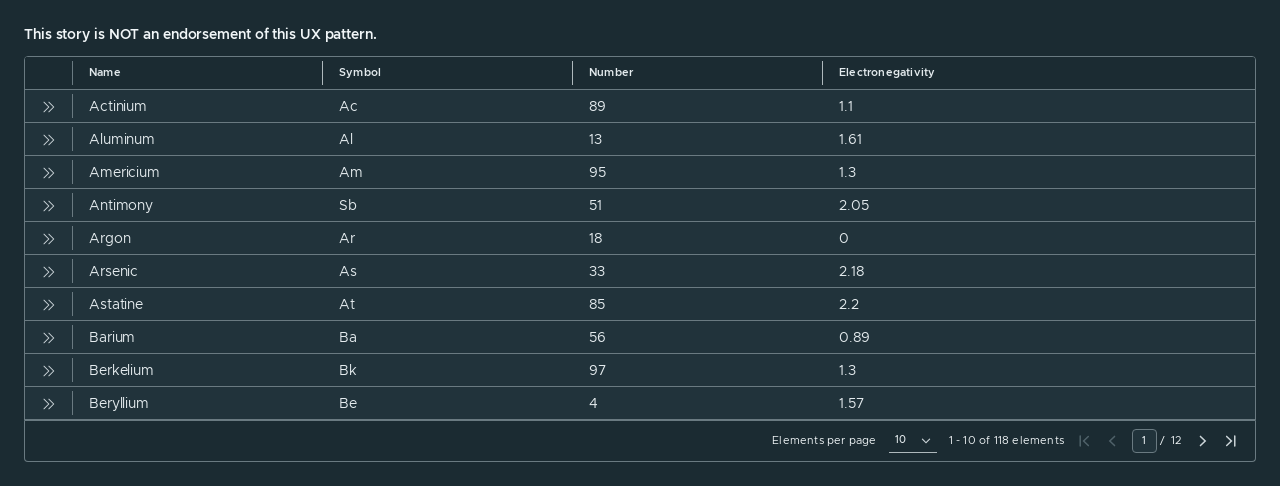 This story is NOT an endorsement of this UX pattern.
Name Symbol Number Electronegativity
Actinium Ac 89 1.1
Aluminum Al 13 1.61
Americium Am 95 1.3
Antimony Sb 51 2.05
Argon Ar 18 0
Arsenic As 33 2.18
Astatine At 85 2.2
Barium Ba 56 0.89
Berkelium Bk 97 1.3
Beryllium Be 4 1.57
Elements per page 10 1 - 10 of 118 elements 1 / 12